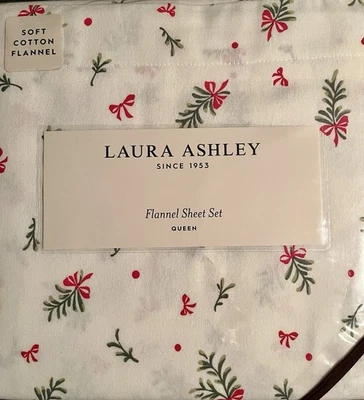 SOFT
COTTON
FLANNEL
LAURA ASHLEY
SINCE 1953
Flannel Sheet Set
QUEEN